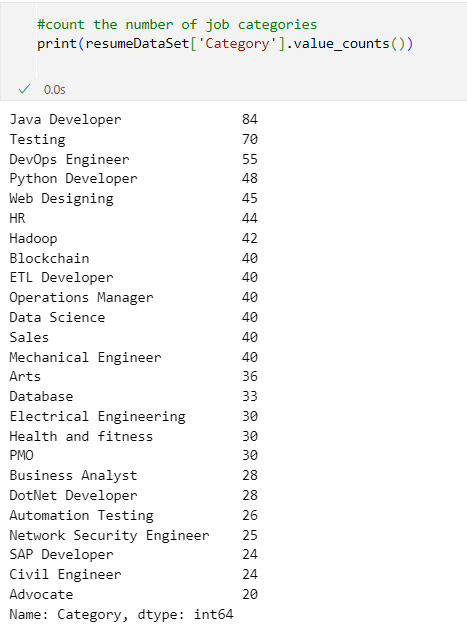 #count the number of job categories
print(resumeDataSet['Category'].value_counts())
✓ 0.0s
Java Developer 84
Testing 70
DevOps Engineer 55
Python Developer 48
Web Designing 45
HR 44
Hadoop 42
Blockchain 40
ETL Developer 40
Operations Manager 40
Data Science 40
Sales 40
Mechanical Engineer 40
Arts 36
Database 33
Electrical Engineering 30
Health and fitness 30
PMO 30
Business Analyst 28
DotNet Developer 28
Automation Testing 26
Network Security Engineer 25
SAP Developer 24
Civil Engineer 24
Advocate 20
Name: Category, dtype: int64